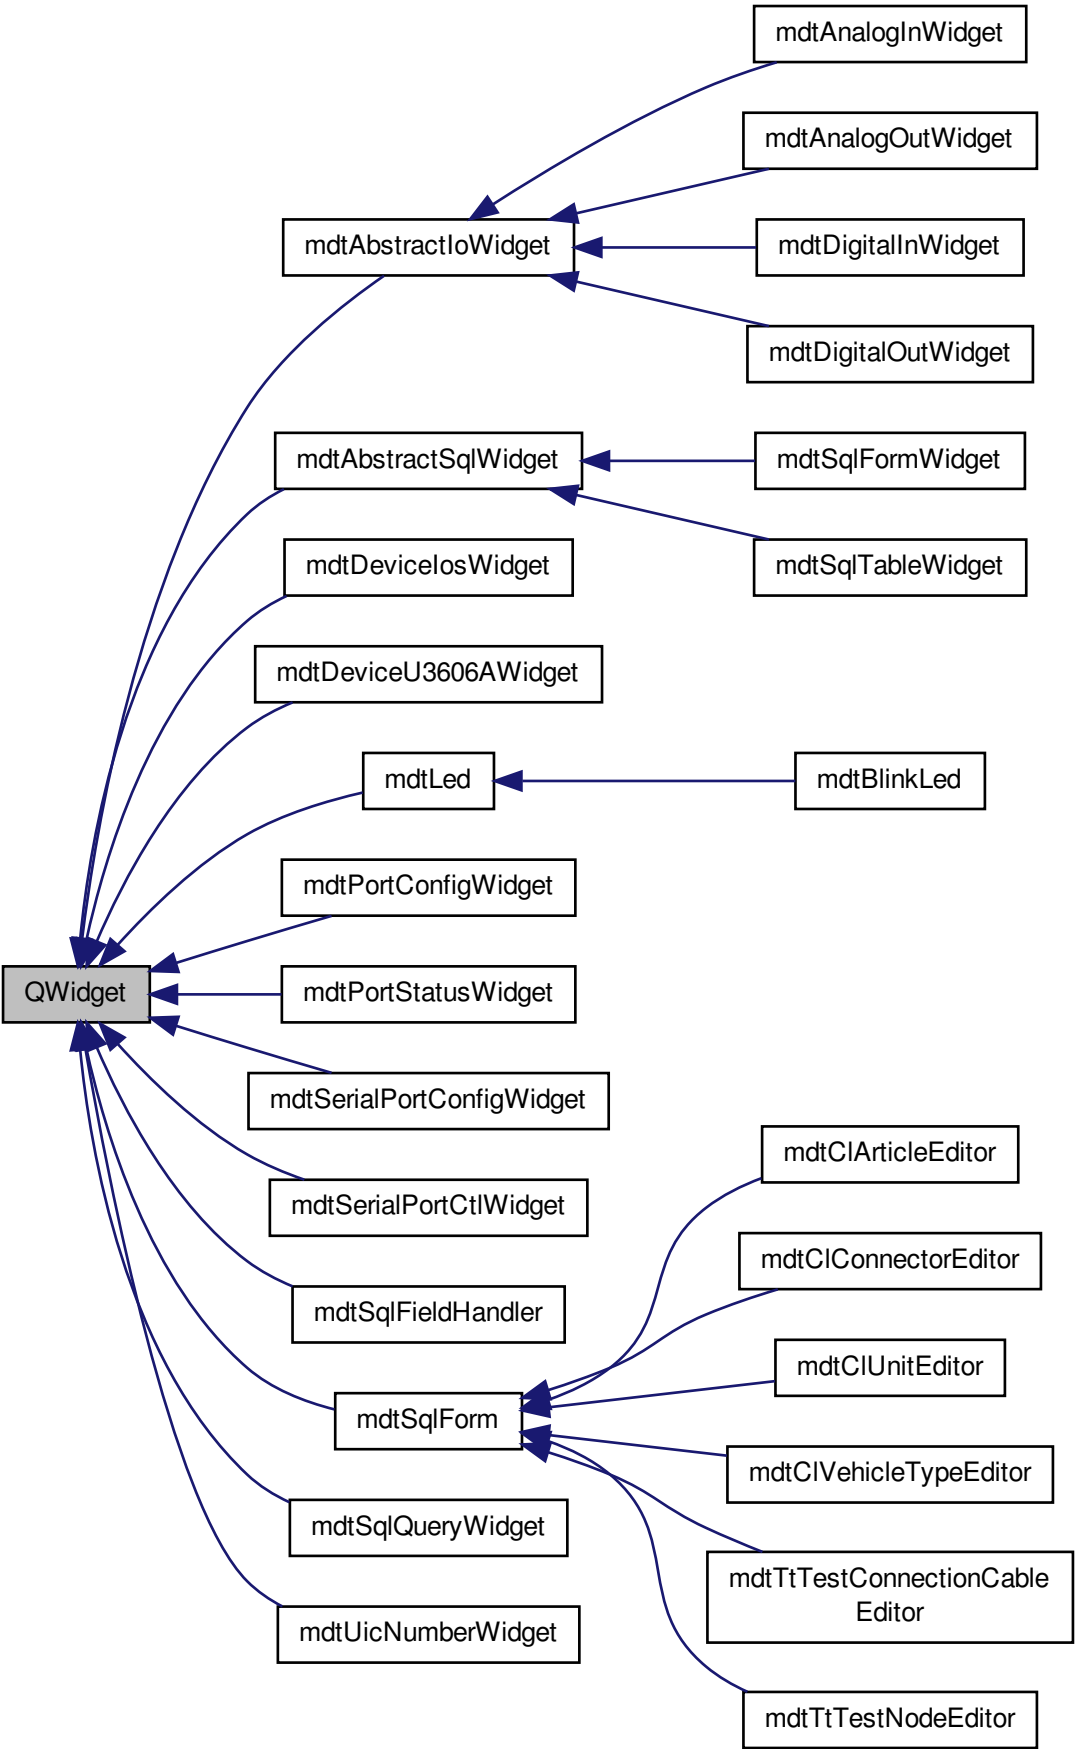 mdtAnalogInWidget
mdtAnalogOutWidget
mdtAbstractIoWidget
mdtDigitalInWidget
mdtDigitalOutWidget
mdtAbstractSqlWidget
mdtSqlFormWidget
mdtDeviceIosWidget
mdtSqlTableWidget
mdtDeviceU3606AWidget
mdtLed
mdtBlinkLed
mdtPortConfigWidget
QWidget
mdtPortStatusWidget
mdtSerialPortConfigWidget
mdtClArticleEditor
mdtSerialPortCtlWidget
mdtClConnectorEditor
mdtSqlFieldHandler
mdtClUnitEditor
mdtSqlForm
mdtClVehicleTypeEditor
mdtSqlQueryWidget
mdtTtTestConnectionCable
Editor
mdtUicNumberWidget
mdtTtTestNodeEditor